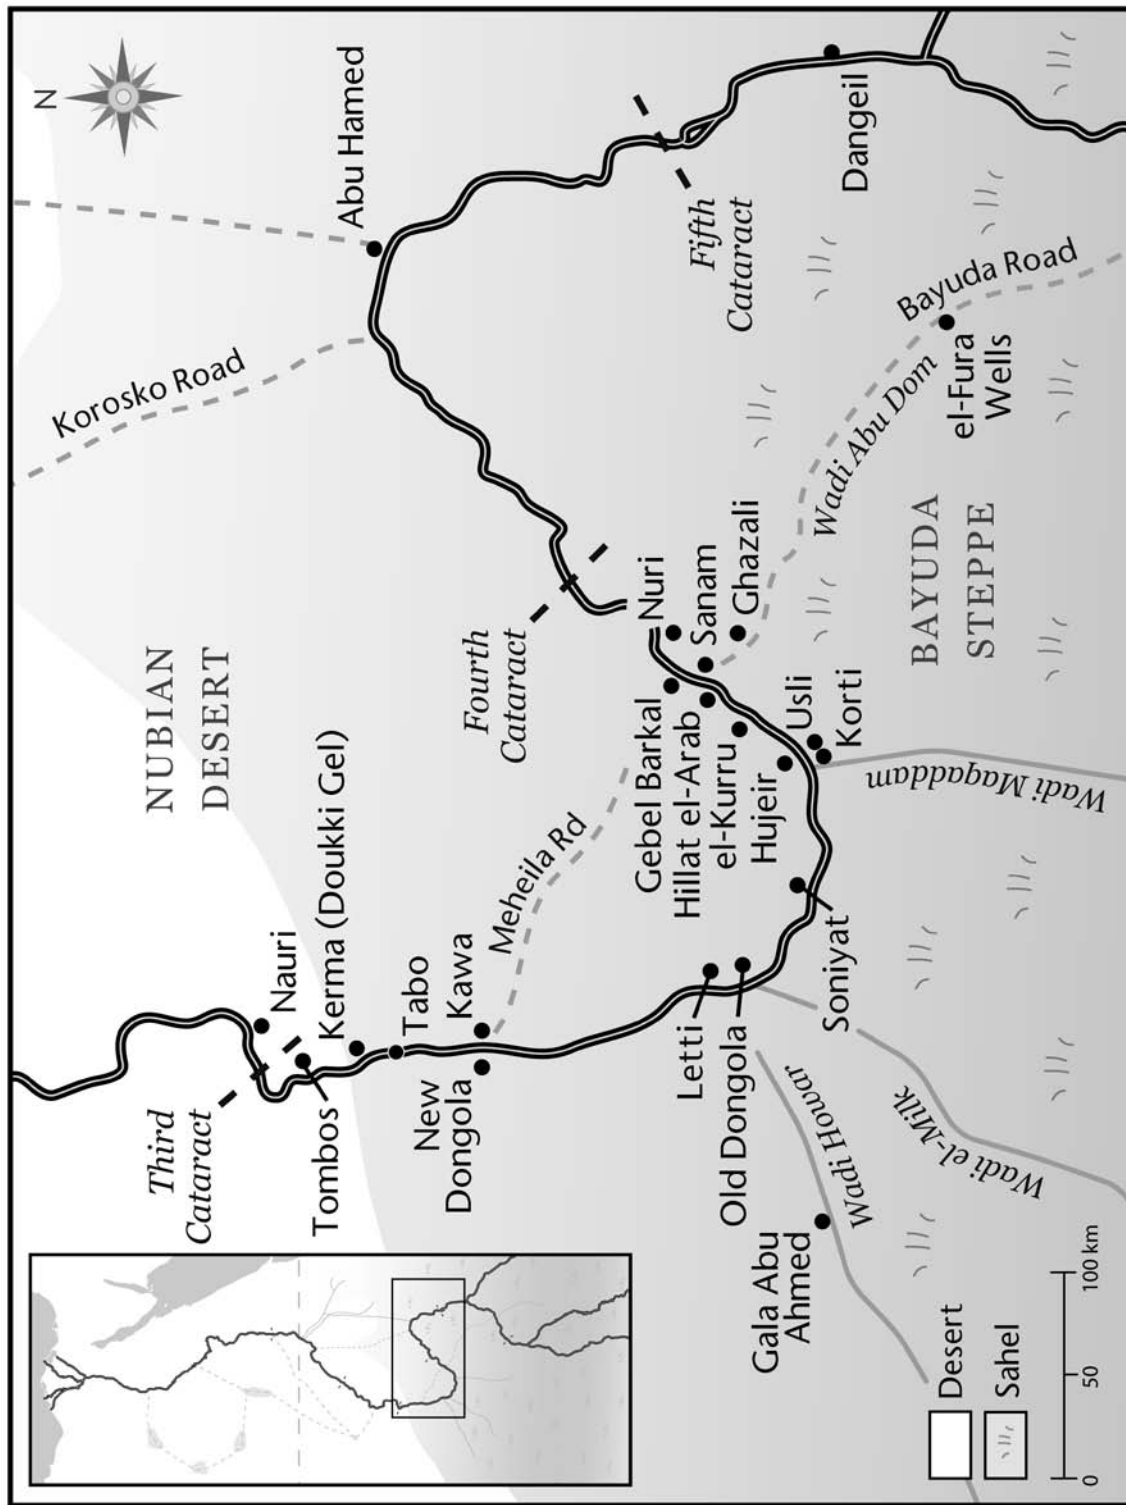 N
Abu Hamed
Korosko Road
NUBIAN
DESERT
Third
Cataract
Nauri
Tombos
Kerma (Doukki Gel)
Tabo
Kawa
New
Dongola
Meheila Rd
Fourth
Cataract
Fifth
Cataract
Dangeil
Nuri
Sanam
Ghazali
Gebel Barkal
Hillat el-Arab
el-Kurru
Hujeir
Usli
Korti
Wadi Abu Dom
Bayuda Road
el-Fura
Wells
BAYUDA
STEPPE
Letti
Old Dongola
Soniyat
Wadi Maqaddam
Wadi Howar
Wadi el-Milk
Gala Abu
Ahmed
Desert
Sahel
0
50
100 km